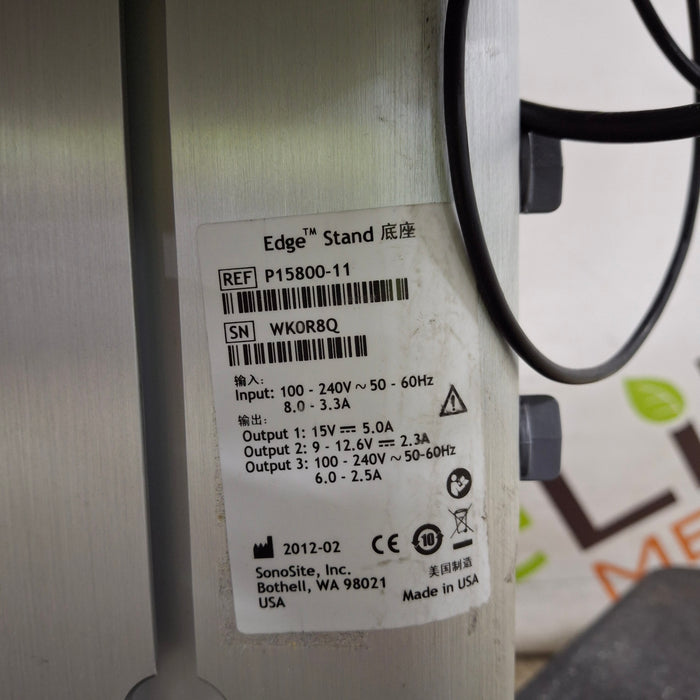 Edge™ Stand 底座
REF P15800-11
SN WK0R8Q
输入:
Input: 100 - 240V ~ 50 - 60Hz
8.0 - 3.3A
输出:
Output 1: 15V ⎓ 5.0A
Output 2: 9 - 12.6V ⎓ 2.3A
Output 3: 100 - 240V ~ 50-60Hz
6.0 - 2.5A
2012-02 CE 10
SonoSite, Inc.
Bothell, WA 98021
USA
美国制造
Made in USA